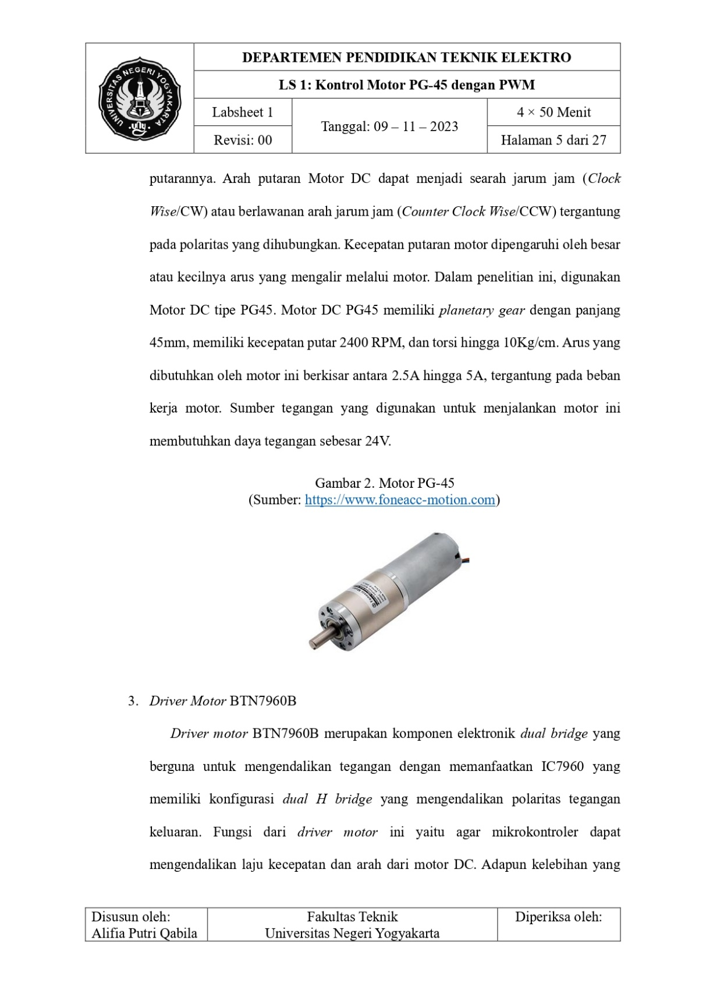 UNIVERSITAS NEGERI YOGYAKARTA
uny
DEPARTEMEN PENDIDIKAN TEKNIK ELEKTRO
LS 1: Kontrol Motor PG-45 dengan PWM
Labsheet 1
Tanggal: 09 – 11 – 2023
4 × 50 Menit
Revisi: 00
Halaman 5 dari 27
putarannya. Arah putaran Motor DC dapat menjadi searah jarum jam (Clock
Wise/CW) atau berlawanan arah jarum jam (Counter Clock Wise/CCW) tergantung
pada polaritas yang dihubungkan. Kecepatan putaran motor dipengaruhi oleh besar
atau kecilnya arus yang mengalir melalui motor. Dalam penelitian ini, digunakan
Motor DC tipe PG45. Motor DC PG45 memiliki planetary gear dengan panjang
45mm, memiliki kecepatan putar 2400 RPM, dan torsi hingga 10Kg/cm. Arus yang
dibutuhkan oleh motor ini berkisar antara 2.5A hingga 5A, tergantung pada beban
kerja motor. Sumber tegangan yang digunakan untuk menjalankan motor ini
membutuhkan daya tegangan sebesar 24V.
Gambar 2. Motor PG-45
(Sumber: https://www.foneacc-motion.com)
3. Driver Motor BTN7960B
Driver motor BTN7960B merupakan komponen elektronik dual bridge yang
berguna untuk mengendalikan tegangan dengan memanfaatkan IC7960 yang
memiliki konfigurasi dual H bridge yang mengendalikan polaritas tegangan
keluaran. Fungsi dari driver motor ini yaitu agar mikrokontroler dapat
mengendalikan laju kecepatan dan arah dari motor DC. Adapun kelebihan yang
Disusun oleh:
Alifia Putri Qabila
Fakultas Teknik
Universitas Negeri Yogyakarta
Diperiksa oleh: